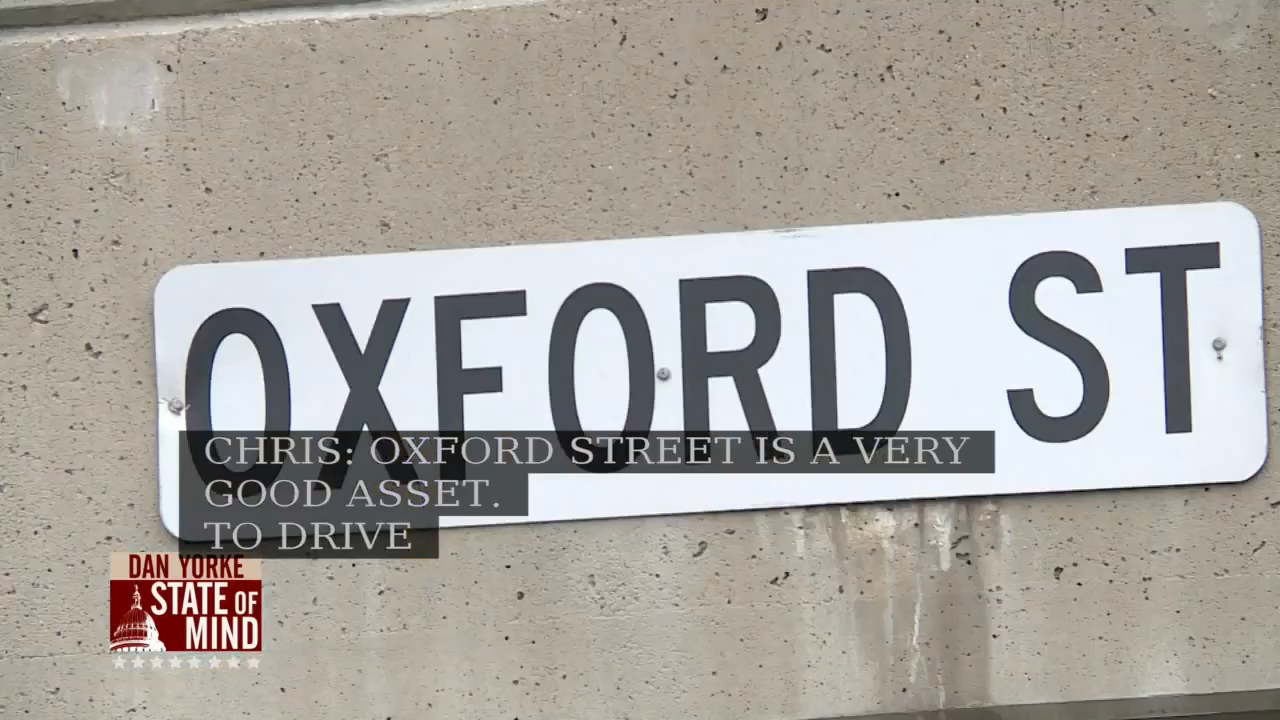 OXFORD ST
CHRIS: OXFORD STREET IS A VERY
GOOD ASSET.
TO DRIVE
DAN YORKE
STATE OF
MIND